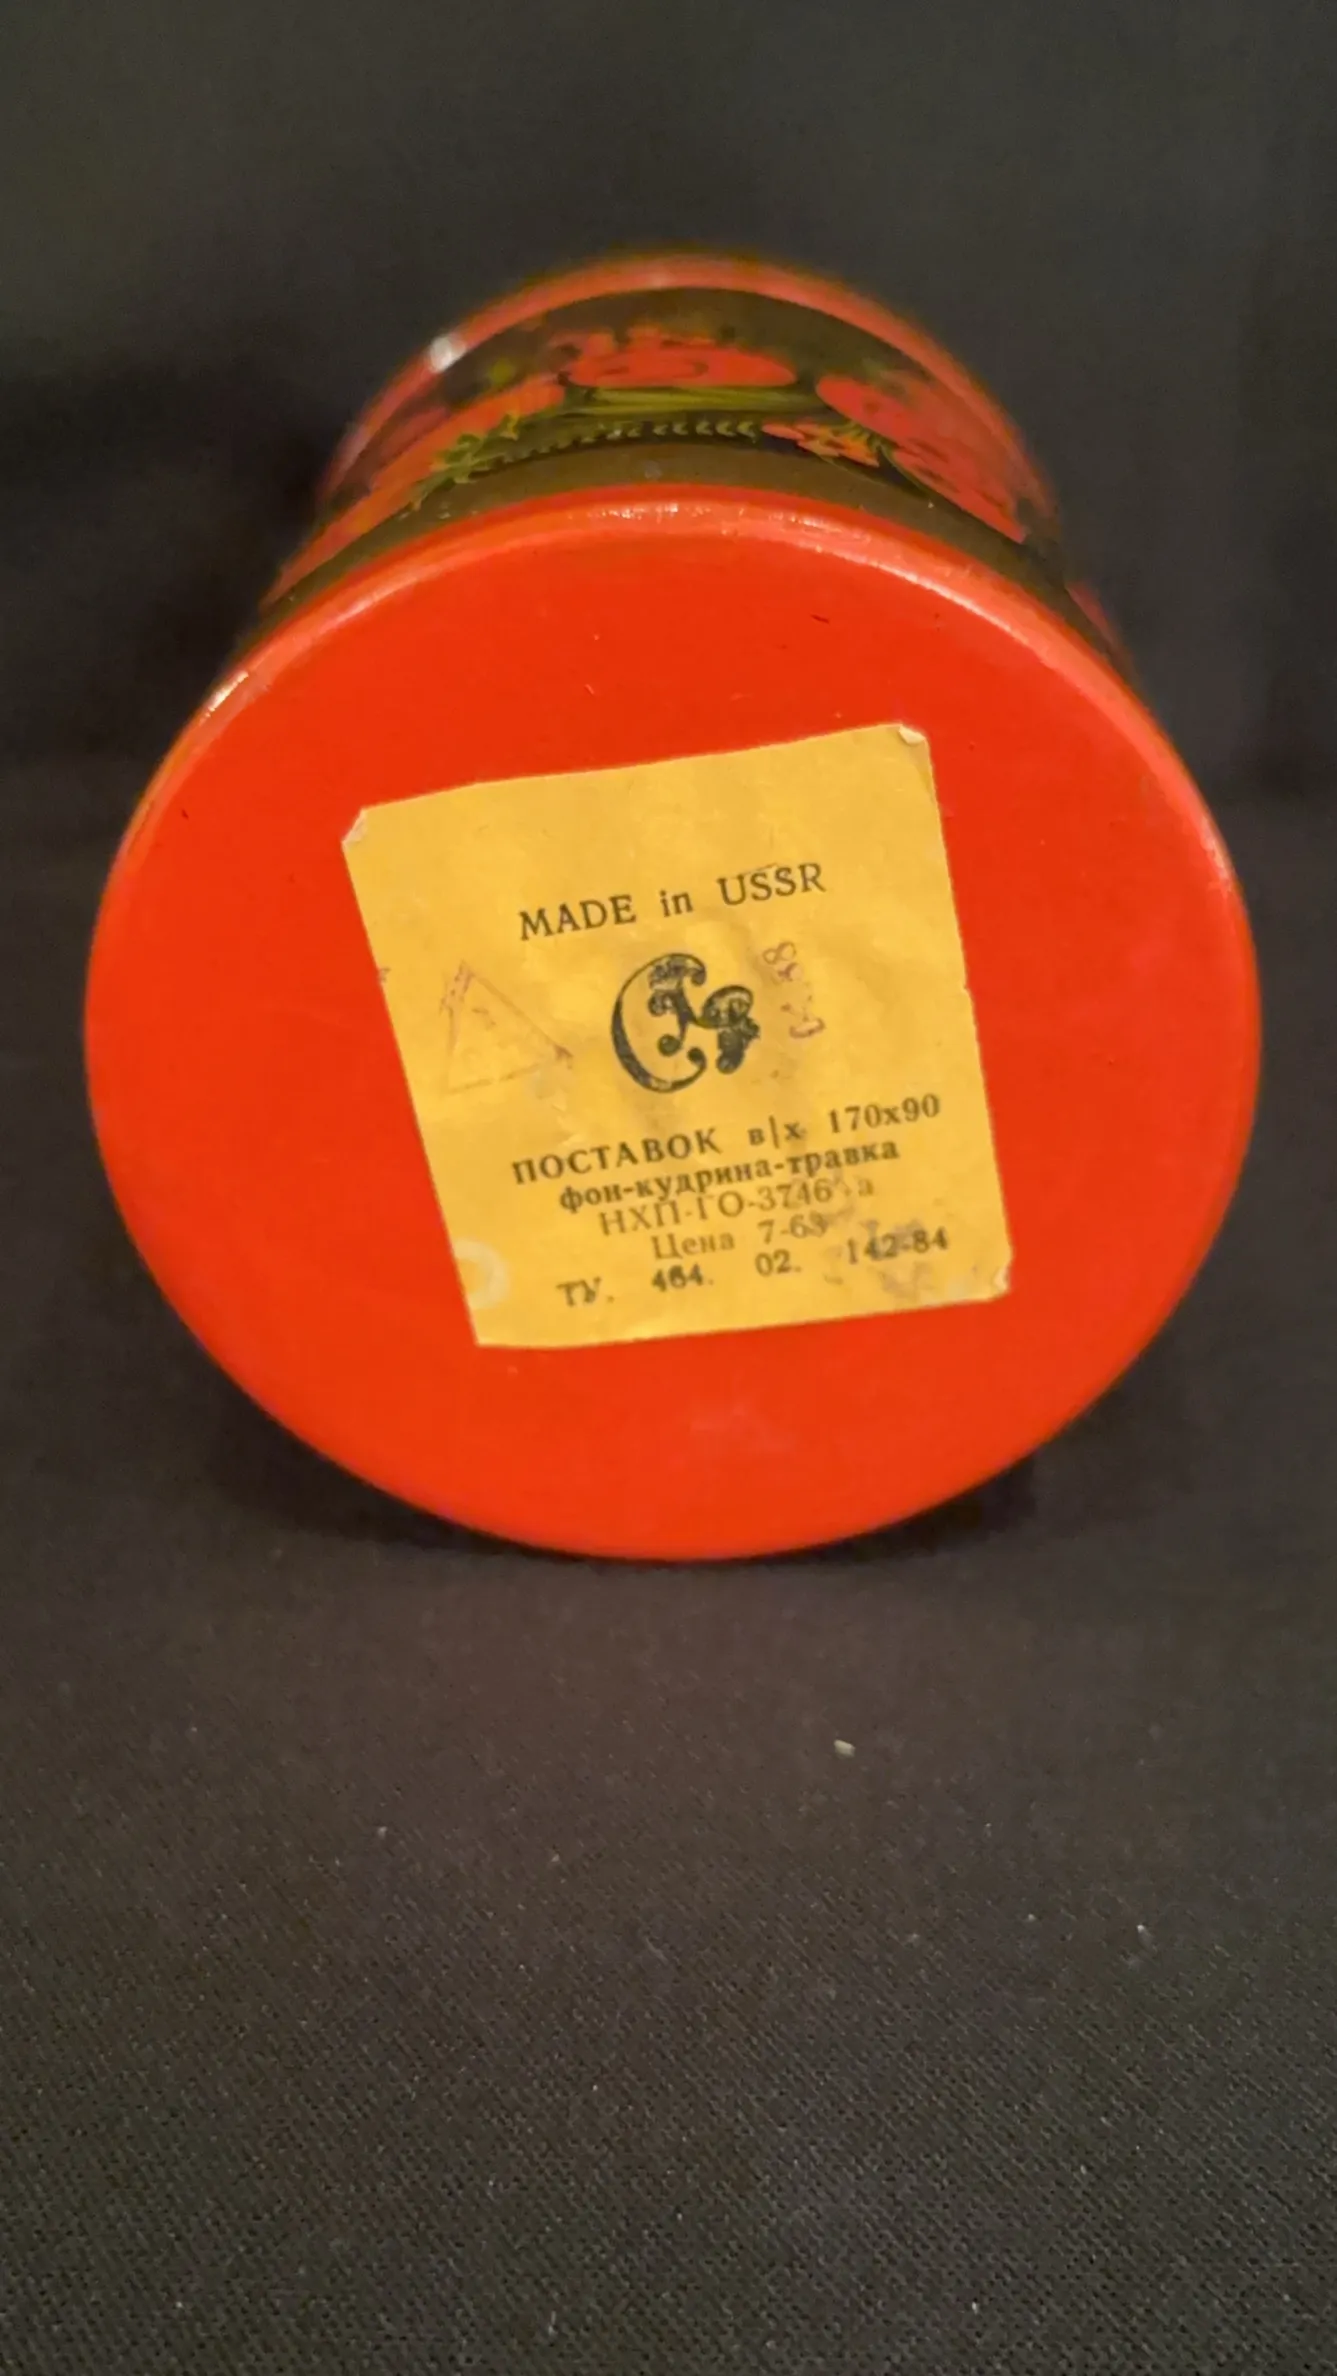 MADE in USSR
ПОСТАВОК в|х 170х90
фон-кудрина-травка
НХП-ГО-3746 а
Цена 7-63
ТУ. 464. 02. 142-84